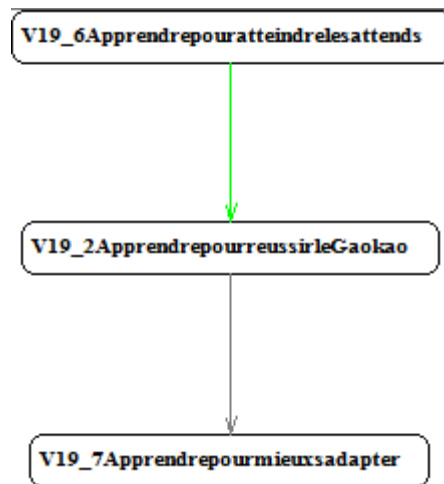 V19_6Apprendrepouratteindrelesattends
V19_2ApprendrepourreussirleGaokao
V19_7Apprendrepourmieuxsadapter